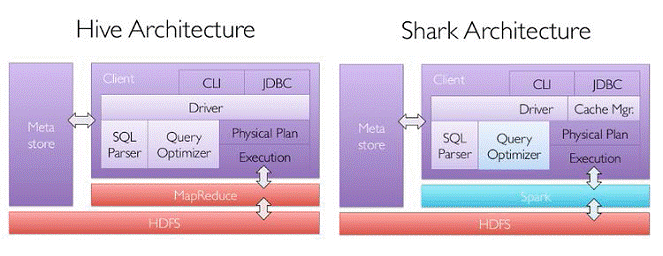 Hive Architecture
Meta
store
Client
CLI
JDBC
Driver
SQL
Parser
Query
Optimizer
Physical Plan
Execution
MapReduce
HDFS
Shark Architecture
Meta
store
Client
CLI
JDBC
Driver
Cache Mgr.
SQL
Parser
Query
Optimizer
Physical Plan
Execution
Spark
HDFS